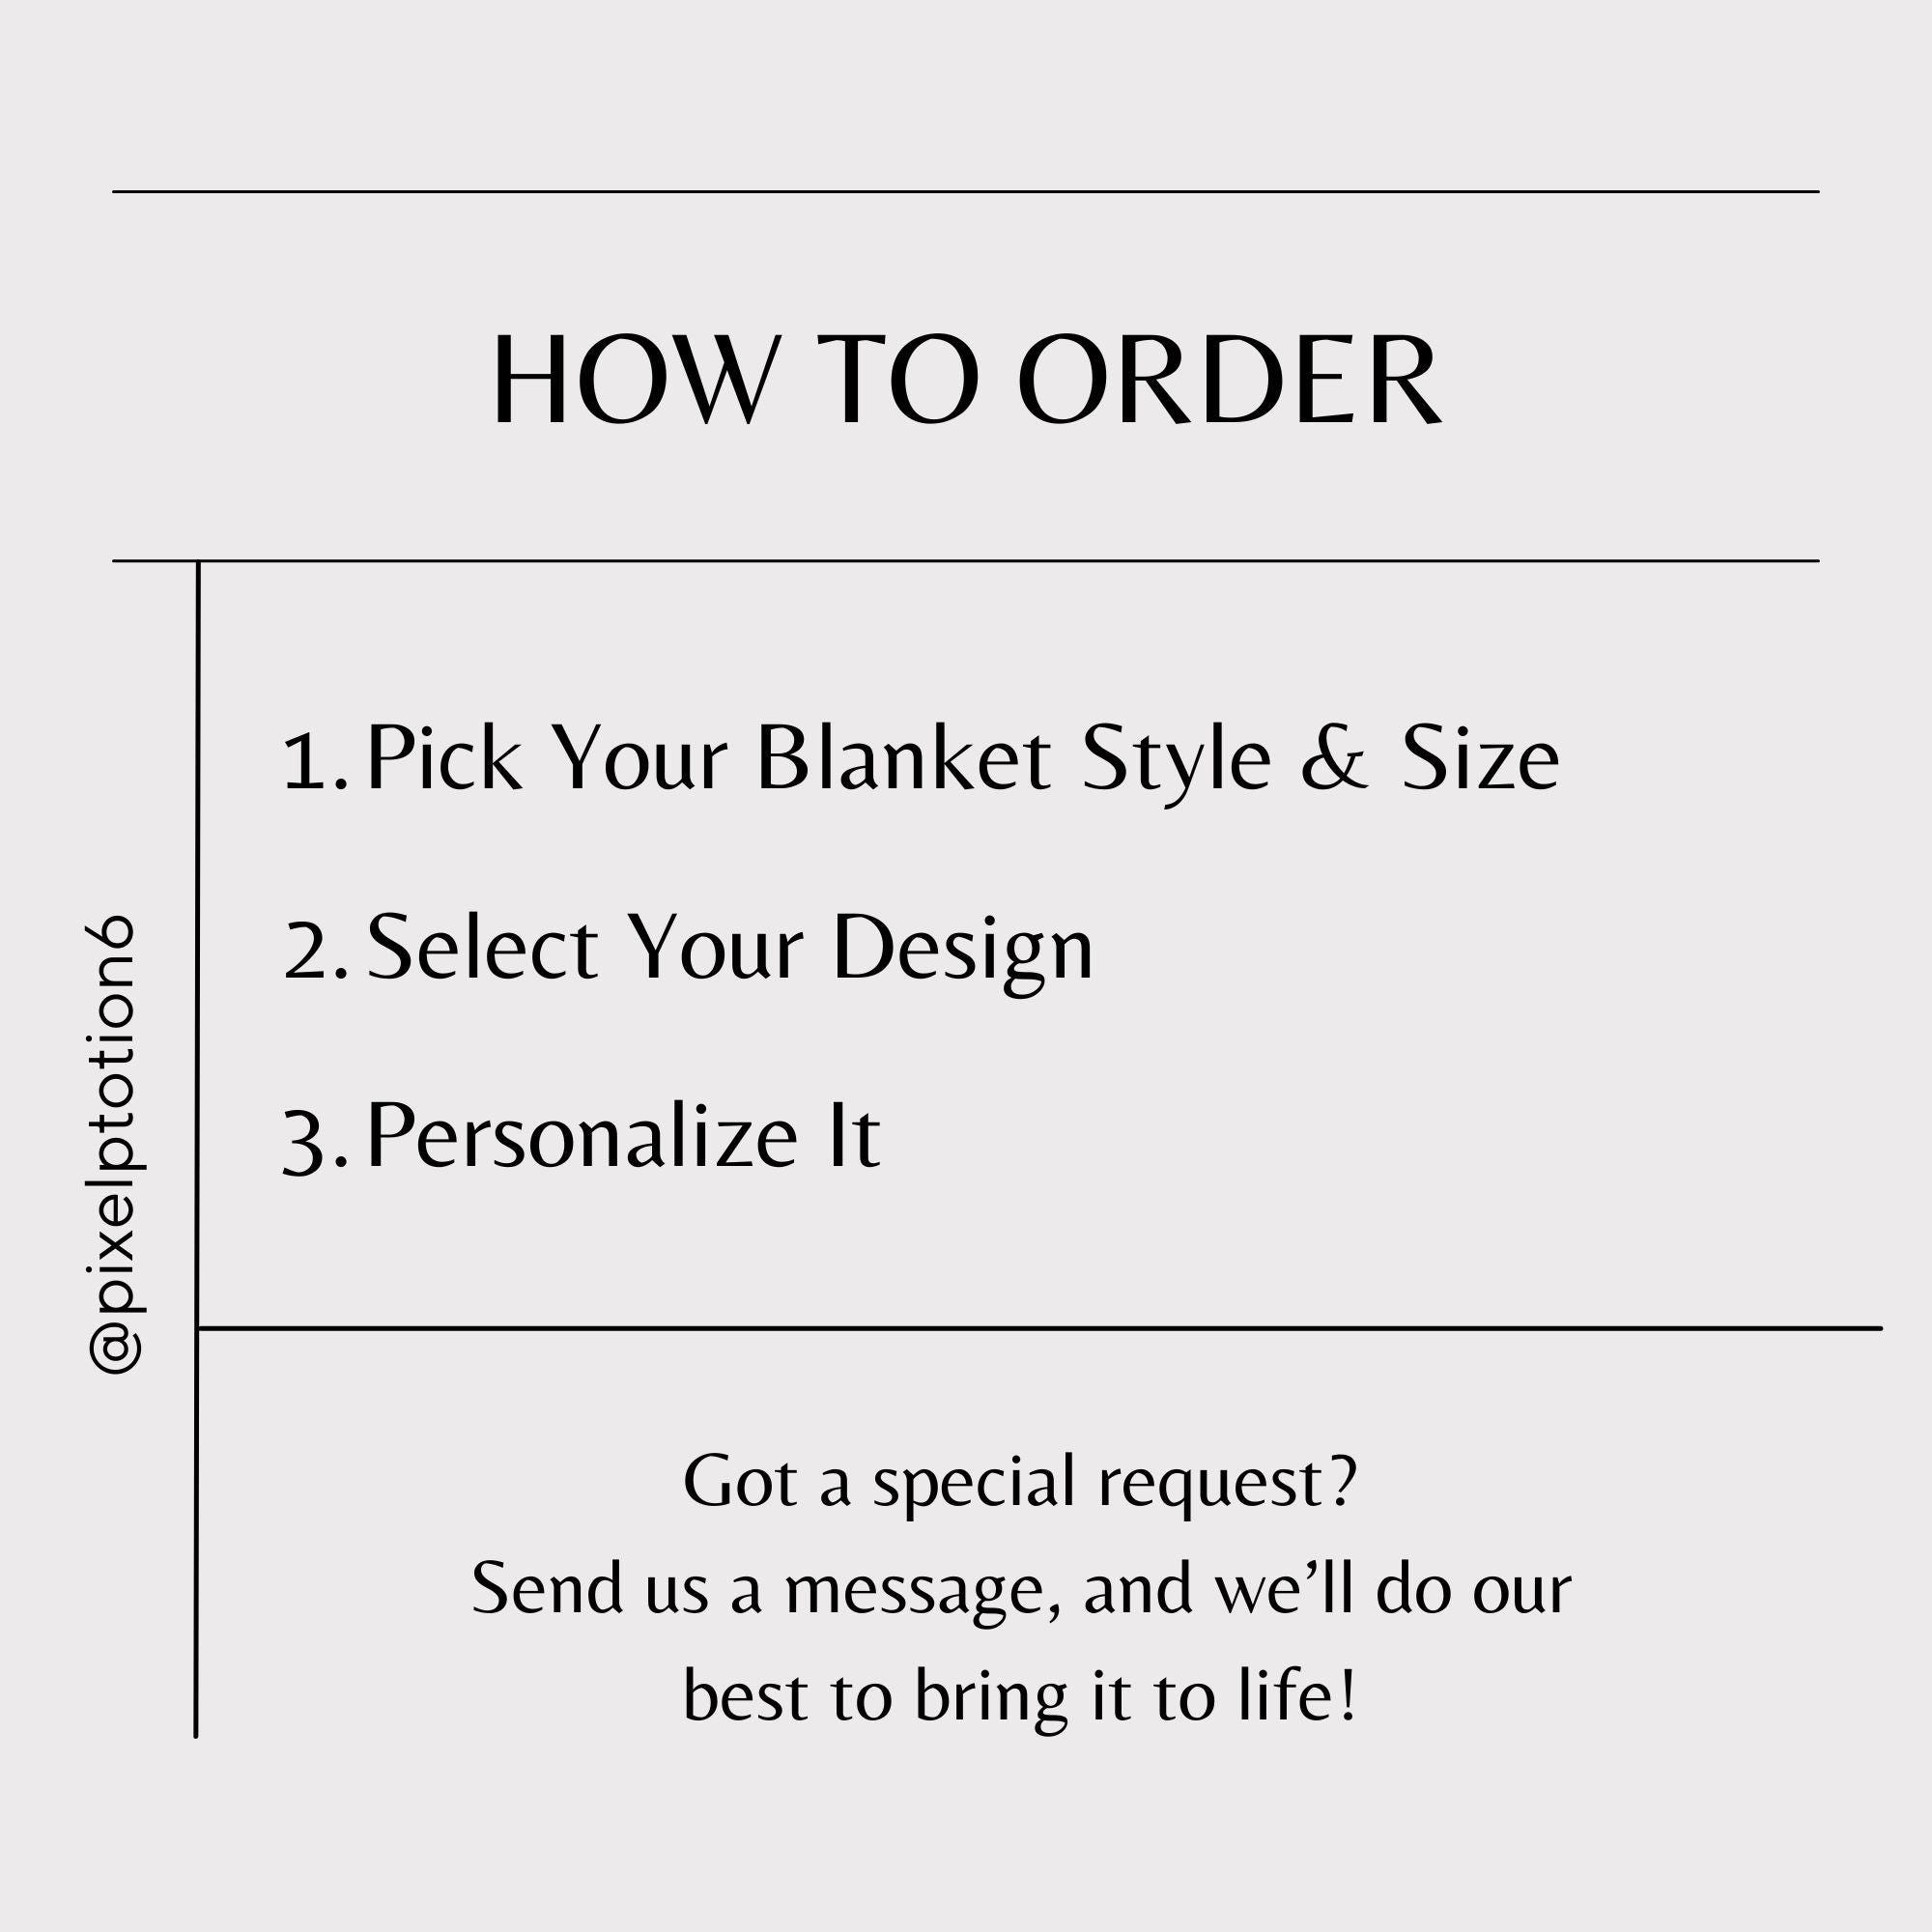 HOW TO ORDER
1. Pick Your Blanket Style & Size
2. Select Your Design
3. Personalize It
@pixelptotion6
Got a special request?
Send us a message, and we’ll do our
best to bring it to life!